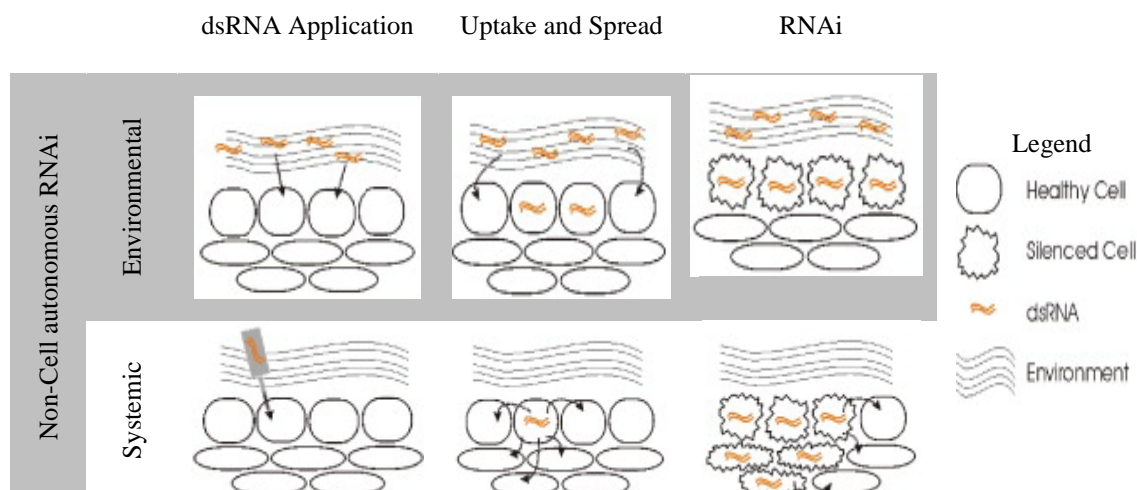 dsRNA Application
Uptake and Spread
RNAi
Non-Cell autonomous RNAi
Environmental
Systemic
Legend
Healthy Cell
Silenced Cell
dsRNA
Environment